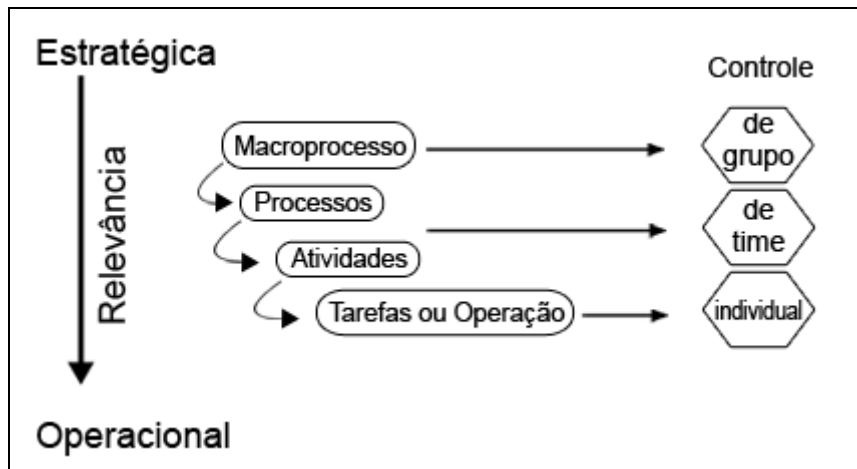 Estratégica
Controle
Relevância
Macroprocesso
de
grupo
Processos
de
time
Atividades
Tarefas ou Operação
individual
Operacional